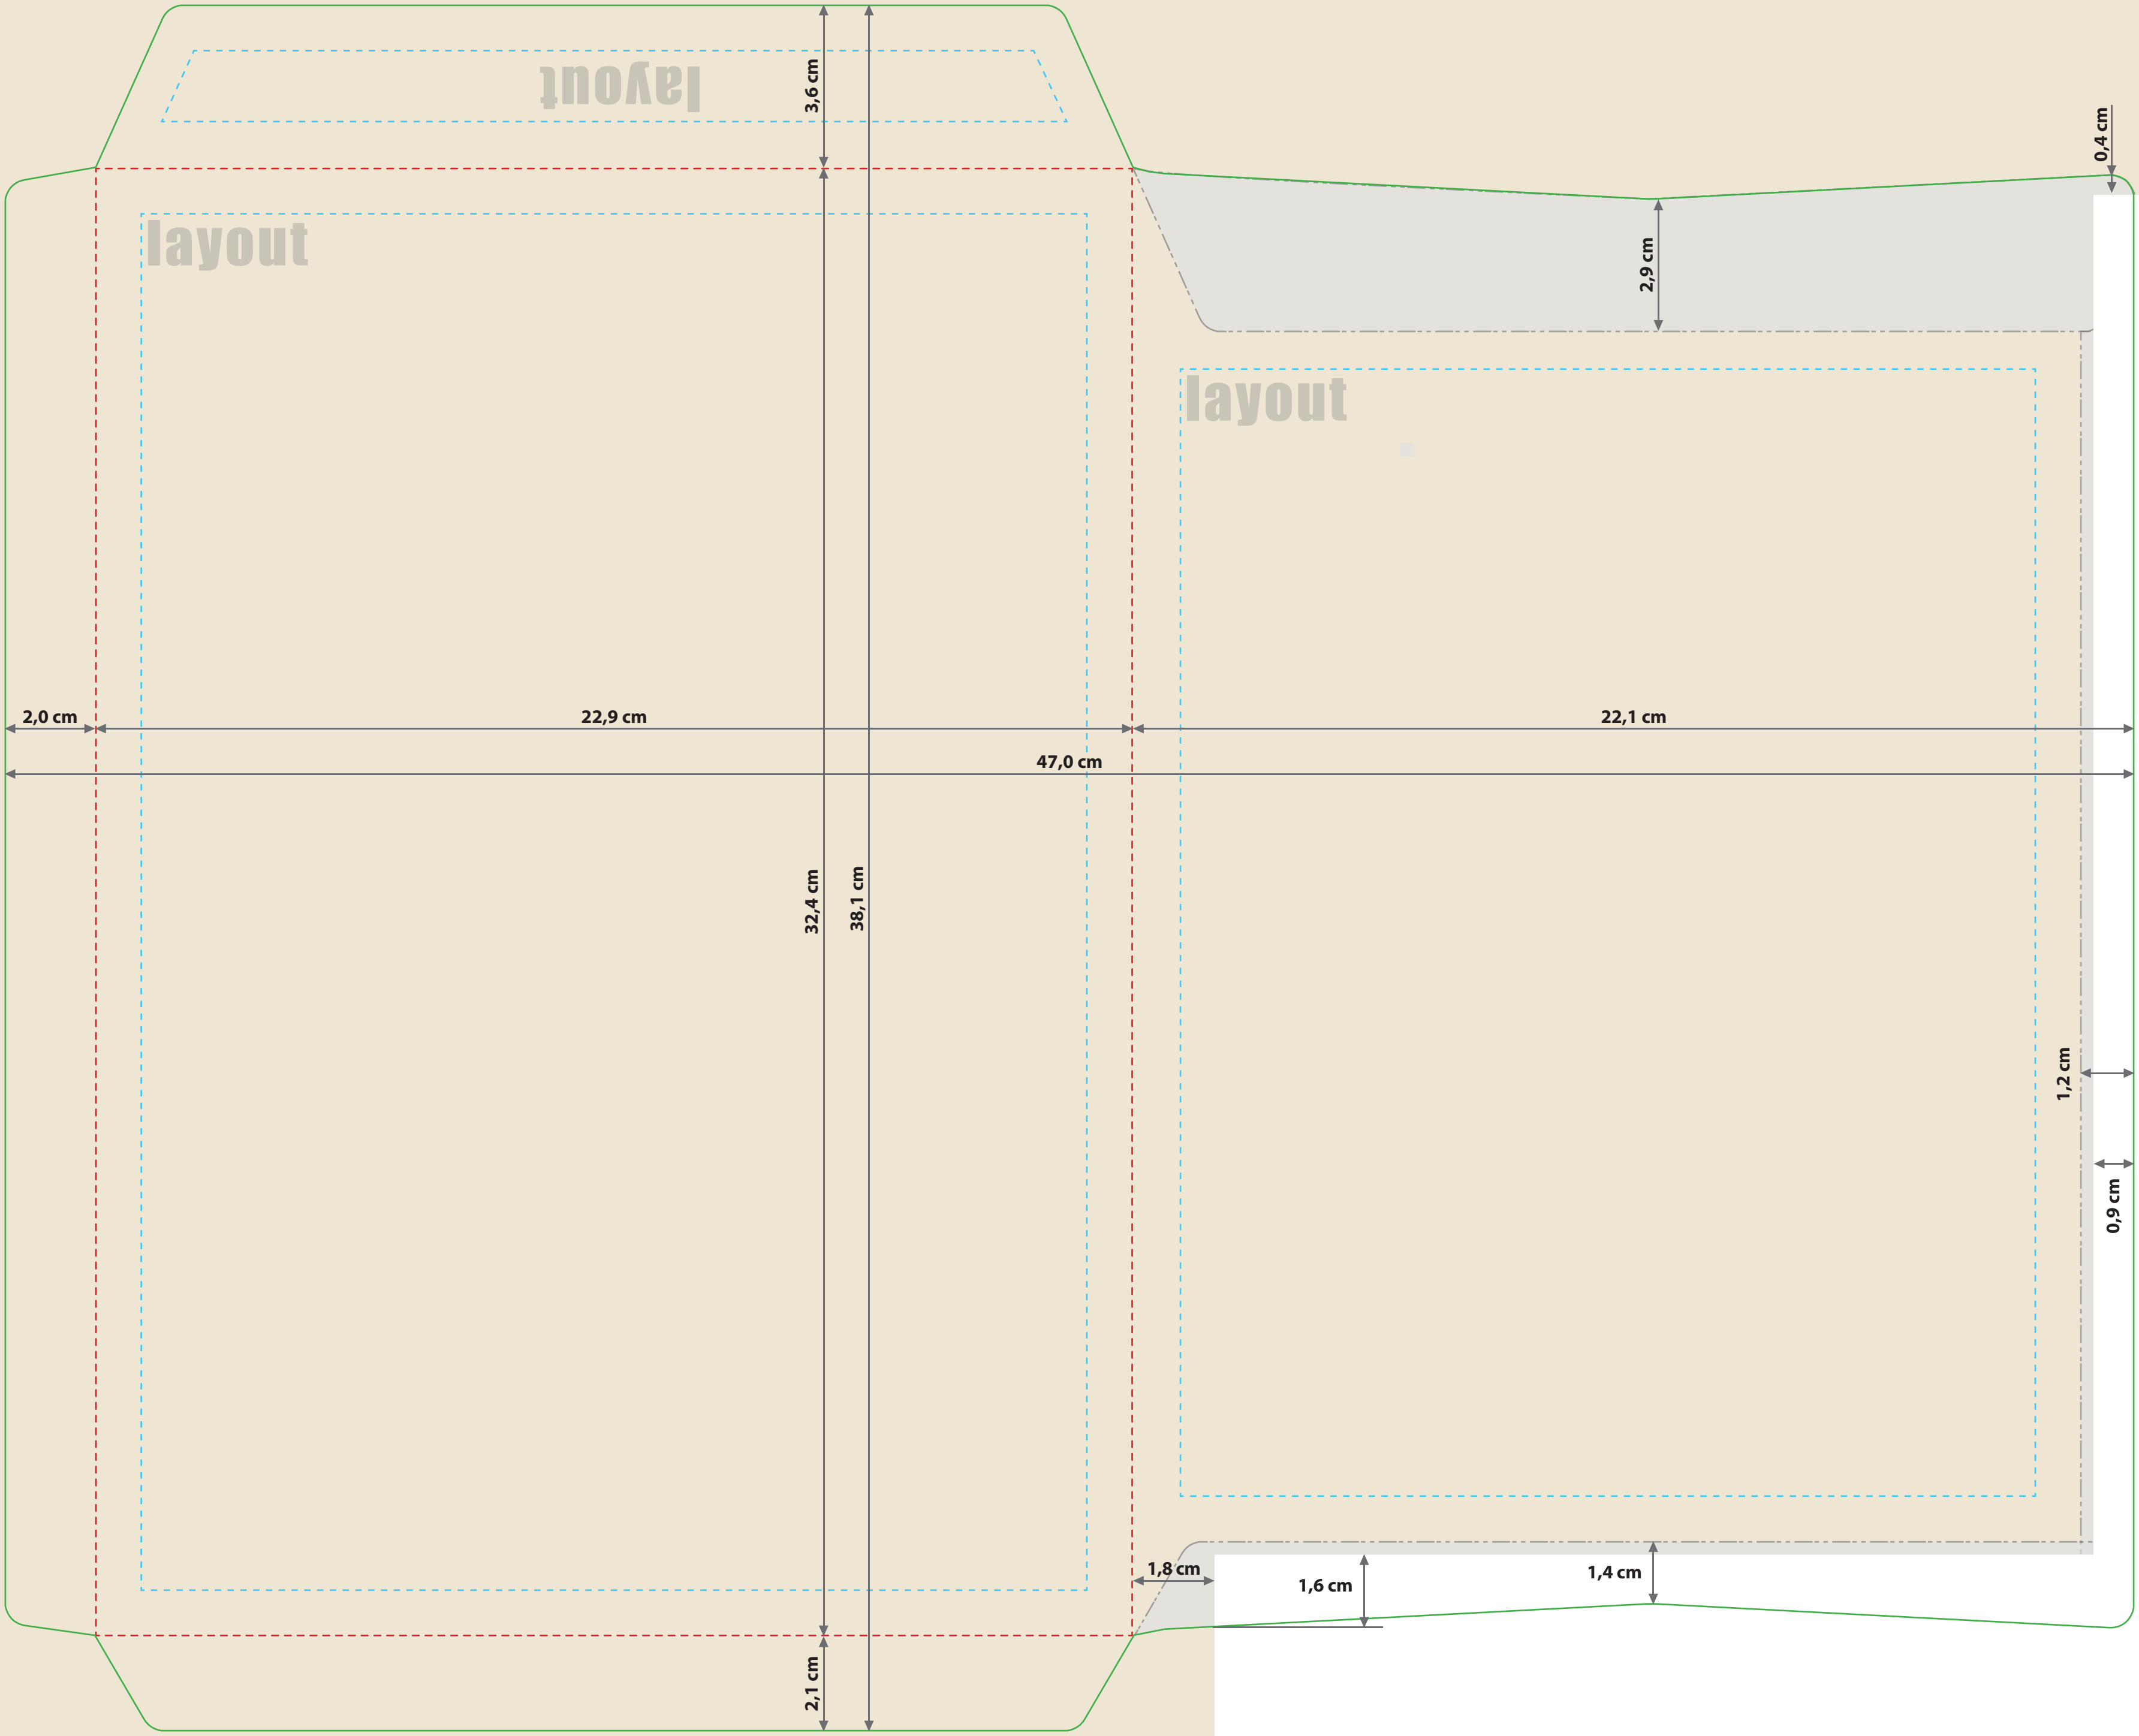 layout
3,6 cm
0,4 cm
layout
2,9 cm
layout
2,0 cm
22,9 cm
22,1 cm
47,0 cm
32,4 cm
38,1 cm
1,2 cm
0,9 cm
1,8 cm
1,6 cm
1,4 cm
2,1 cm